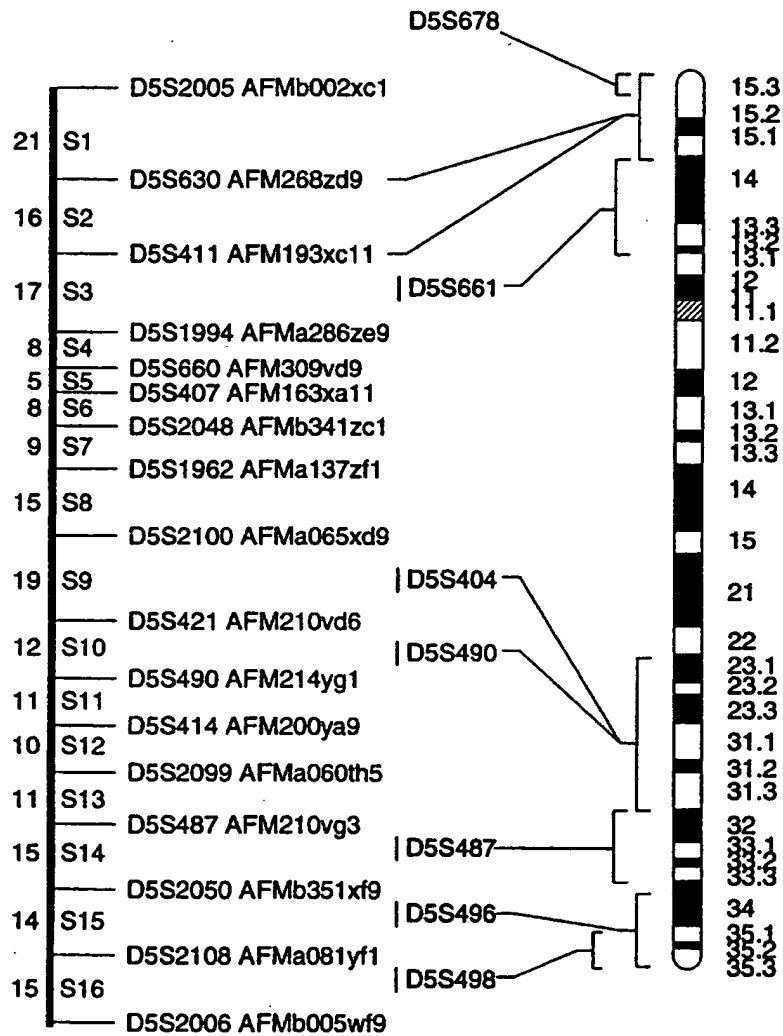 D5S678
D5S2005 AFMb002xc1
21 S1
D5S630 AFM268zd9
16 S2
D5S411 AFM193xc11
17 S3
D5S661
D5S1994 AFMa286ze9
8 S4
D5S660 AFM309vd9
5 S5
D5S407 AFM163xa11
8 S6
D5S2048 AFMb341zc1
9 S7
D5S1962 AFMa137zf1
15 S8
D5S2100 AFMa065xd9
19 S9
D5S404
D5S421 AFM210vd6
12 S10
D5S490
D5S490 AFM214yg1
11 S11
D5S414 AFM200ya9
10 S12
D5S2099 AFMa060th5
11 S13
D5S487 AFM210vg3
15 S14
D5S487
D5S2050 AFMb351xf9
14 S15
D5S496
D5S2108 AFMa081yf1
15 S16
D5S498
D5S2006 AFMb005wf9
15.3
15.2
15.1
14
13.3
13.2
13.1
12
11
11.1
11.2
12
13.1
13.2
13.3
14
15
21
22
23.1
23.2
23.3
31.1
31.2
31.3
32
33.1
33.2
33.3
34
35.1
35.2
35.3